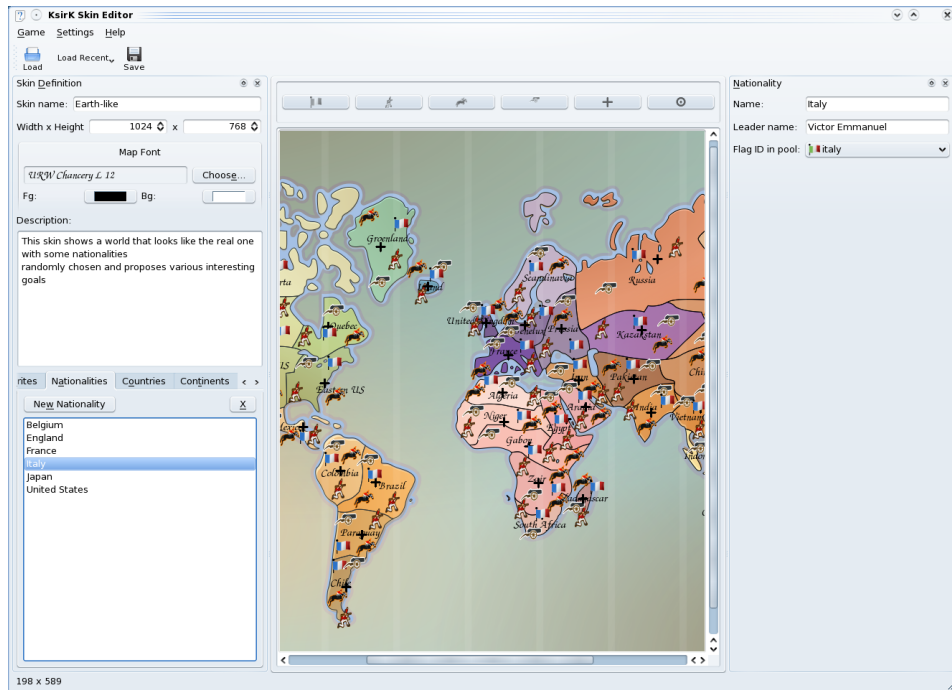 KsirK Skin Editor
Game Settings Help
Load
Load Recent
Save
Skin Definition
Skin name: Earth-like
Width x Height 1024 x 768
Map Font
URW Chancery L 12
Choose...
Fg:
Bg:
Description:
This skin shows a world that looks like the real one
with some nationalities
randomly chosen and proposes various interesting
goals
rites Nationalities Countries Continents
New Nationality X
Belgium
England
France
Italy
Japan
United States
Groenland
Quebec
Eastern US
Colombia
Brazil
Paraguay
Chile
Scandinavia
Russia
United
Prussia
Kazakstan
France
Iran
Pakistan
India
Vietnam
Algeria
Niger
Egypt
Gabon
Zair
South Africa
Nationality
Name: Italy
Leader name: Victor Emmanuel
Flag ID in pool: italy
198 x 589